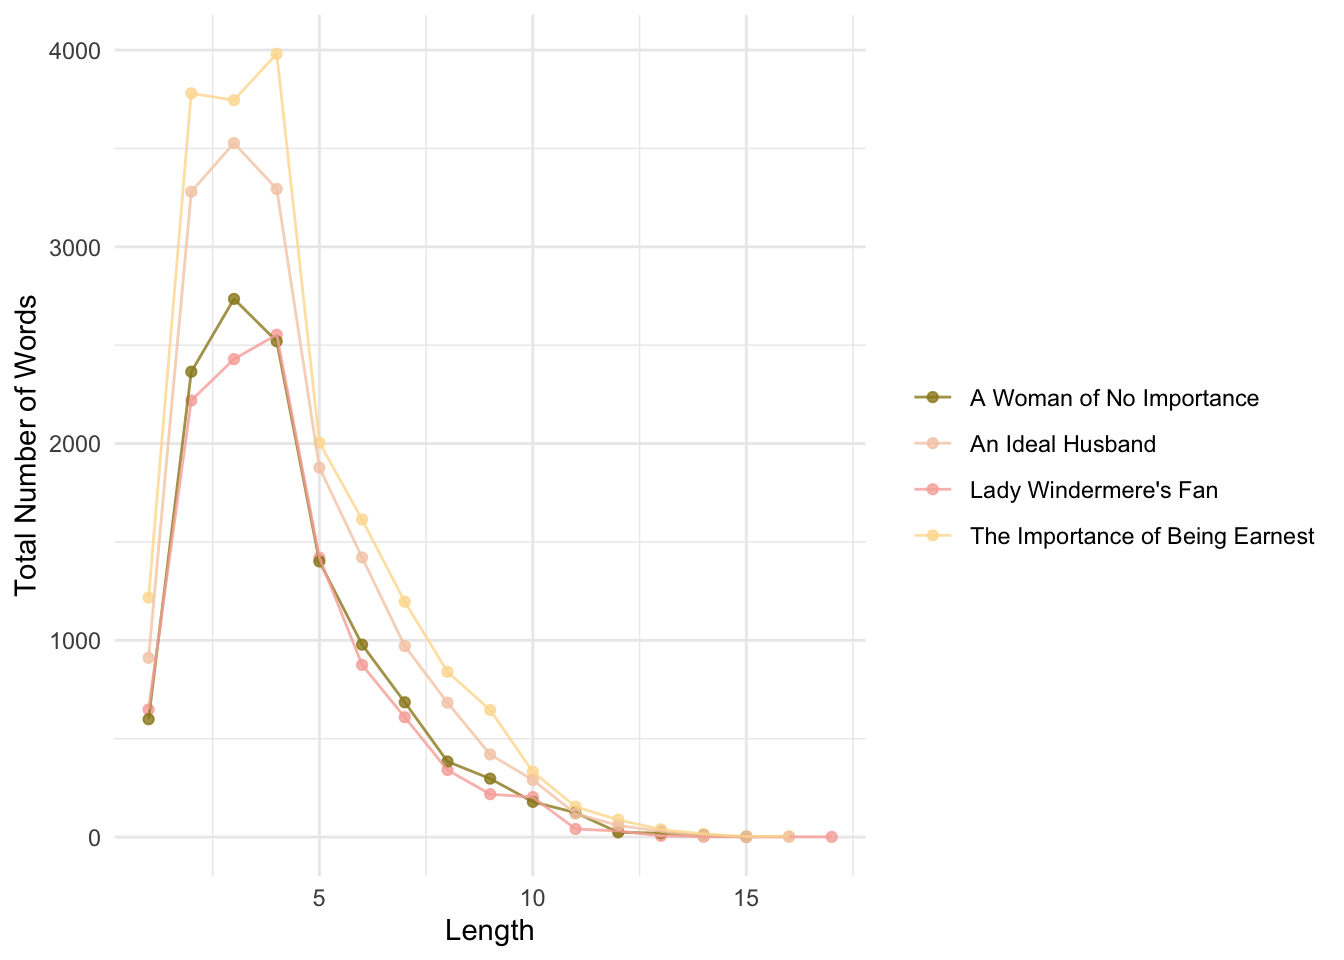 4000
3000
2000
1000
0
Total Number of Words
5 10 15
Length
A Woman of No Importance
An Ideal Husband
Lady Windermere's Fan
The Importance of Being Earnest